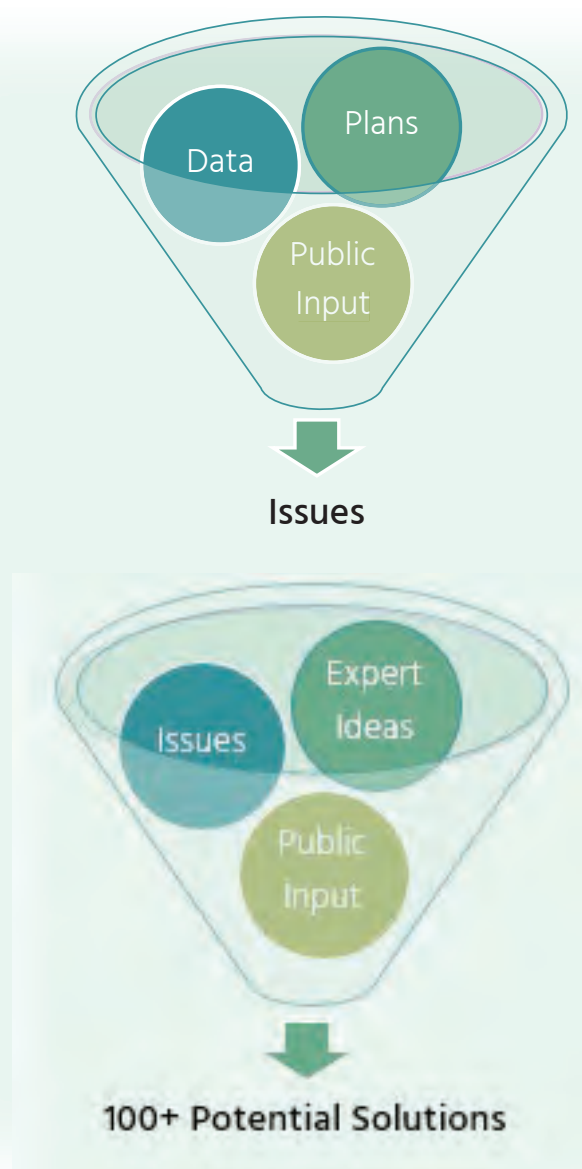 Plans
Data
Public
Input
Issues
Expert
Ideas
Issues
Public
Input
100+ Potential Solutions